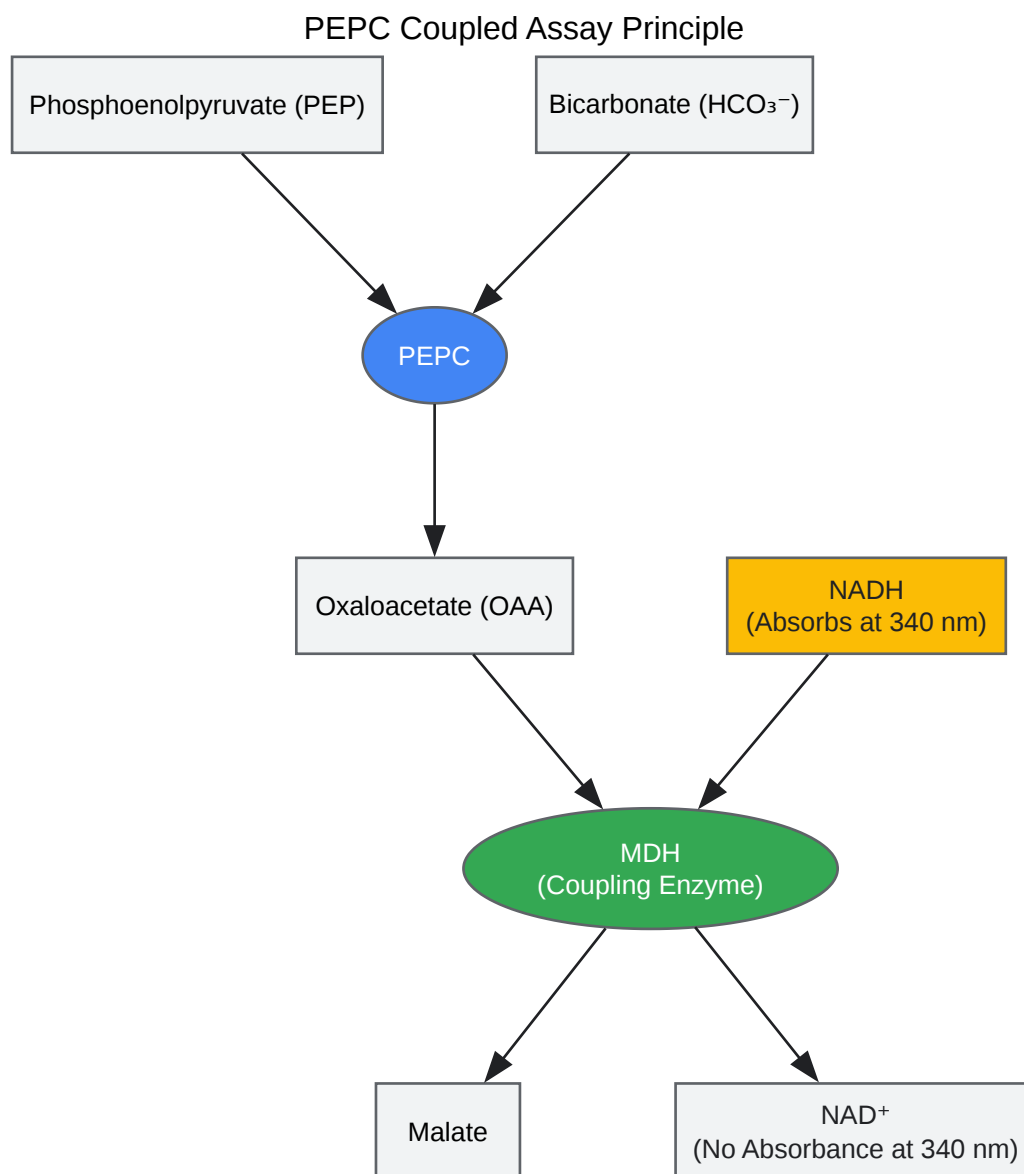 PEPC Coupled Assay Principle
Phosphoenolpyruvate (PEP)
Bicarbonate (HCO₃⁻)
PEPC
Oxaloacetate (OAA)
NADH
(Absorbs at 340 nm)
MDH
(Coupling Enzyme)
Malate
NAD⁺
(No Absorbance at 340 nm)